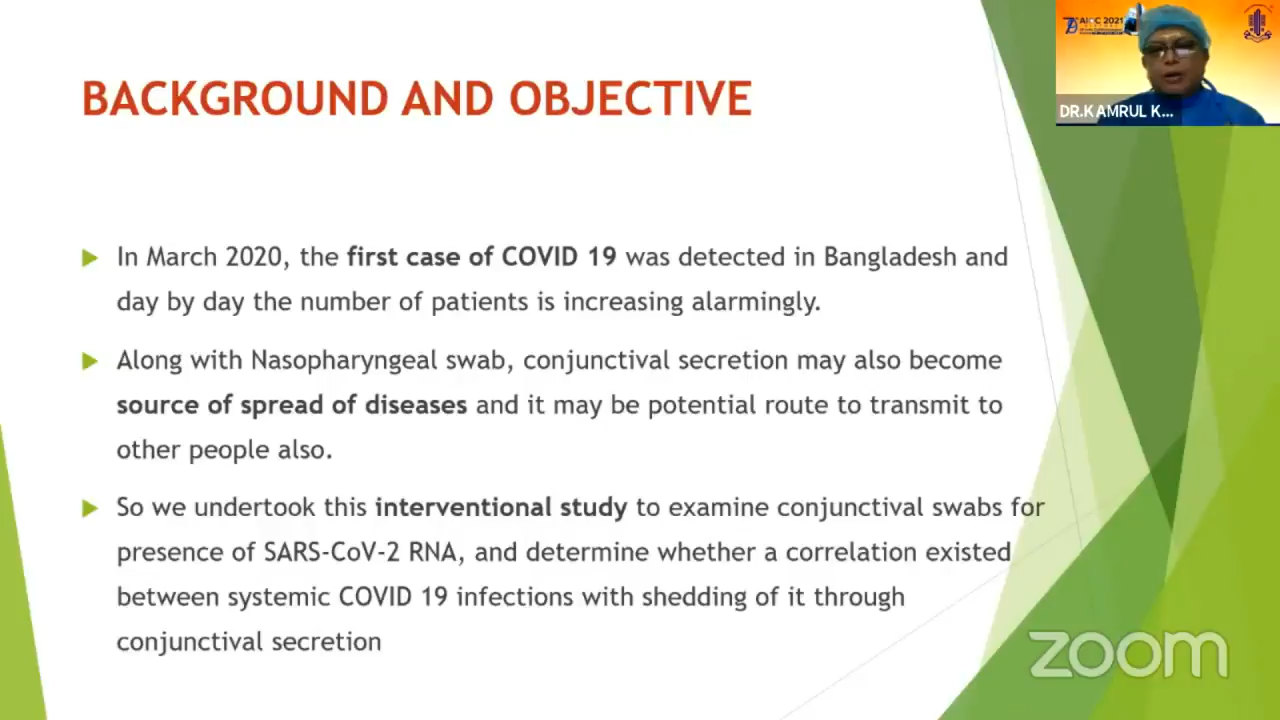 BACKGROUND AND OBJECTIVE
In March 2020, the first case of COVID 19 was detected in Bangladesh and
day by day the number of patients is increasing alarmingly.
Along with Nasopharyngeal swab, conjunctival secretion may also become
source of spread of diseases and it may be potential route to transmit to
other people also.
So we undertook this interventional study to examine conjunctival swabs for
presence of SARS-CoV-2 RNA, and determine whether a correlation existed
between systemic COVID 19 infections with shedding of it through
conjunctival secretion
AIOC 2021
DR.KAMRUL K...
zoom